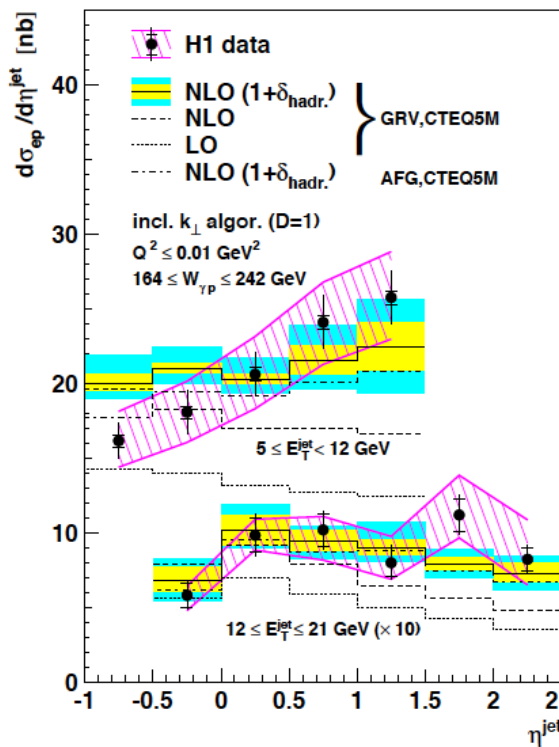 dσₑₚ/dη^jet [nb]
H1 data
NLO (1+δ_hadr.)
NLO
LO
NLO (1+δ_hadr.)
GRV,CTEQ5M
AFG,CTEQ5M
incl. k⊥ algor. (D=1)
Q² ≤ 0.01 GeV²
164 ≤ W_γp ≤ 242 GeV
5 ≤ E_T^jet < 12 GeV
12 ≤ E_T^jet ≤ 21 GeV (× 10)
40
30
20
10
0
-1 -0.5 0 0.5 1 1.5 2 2.5
η^jet